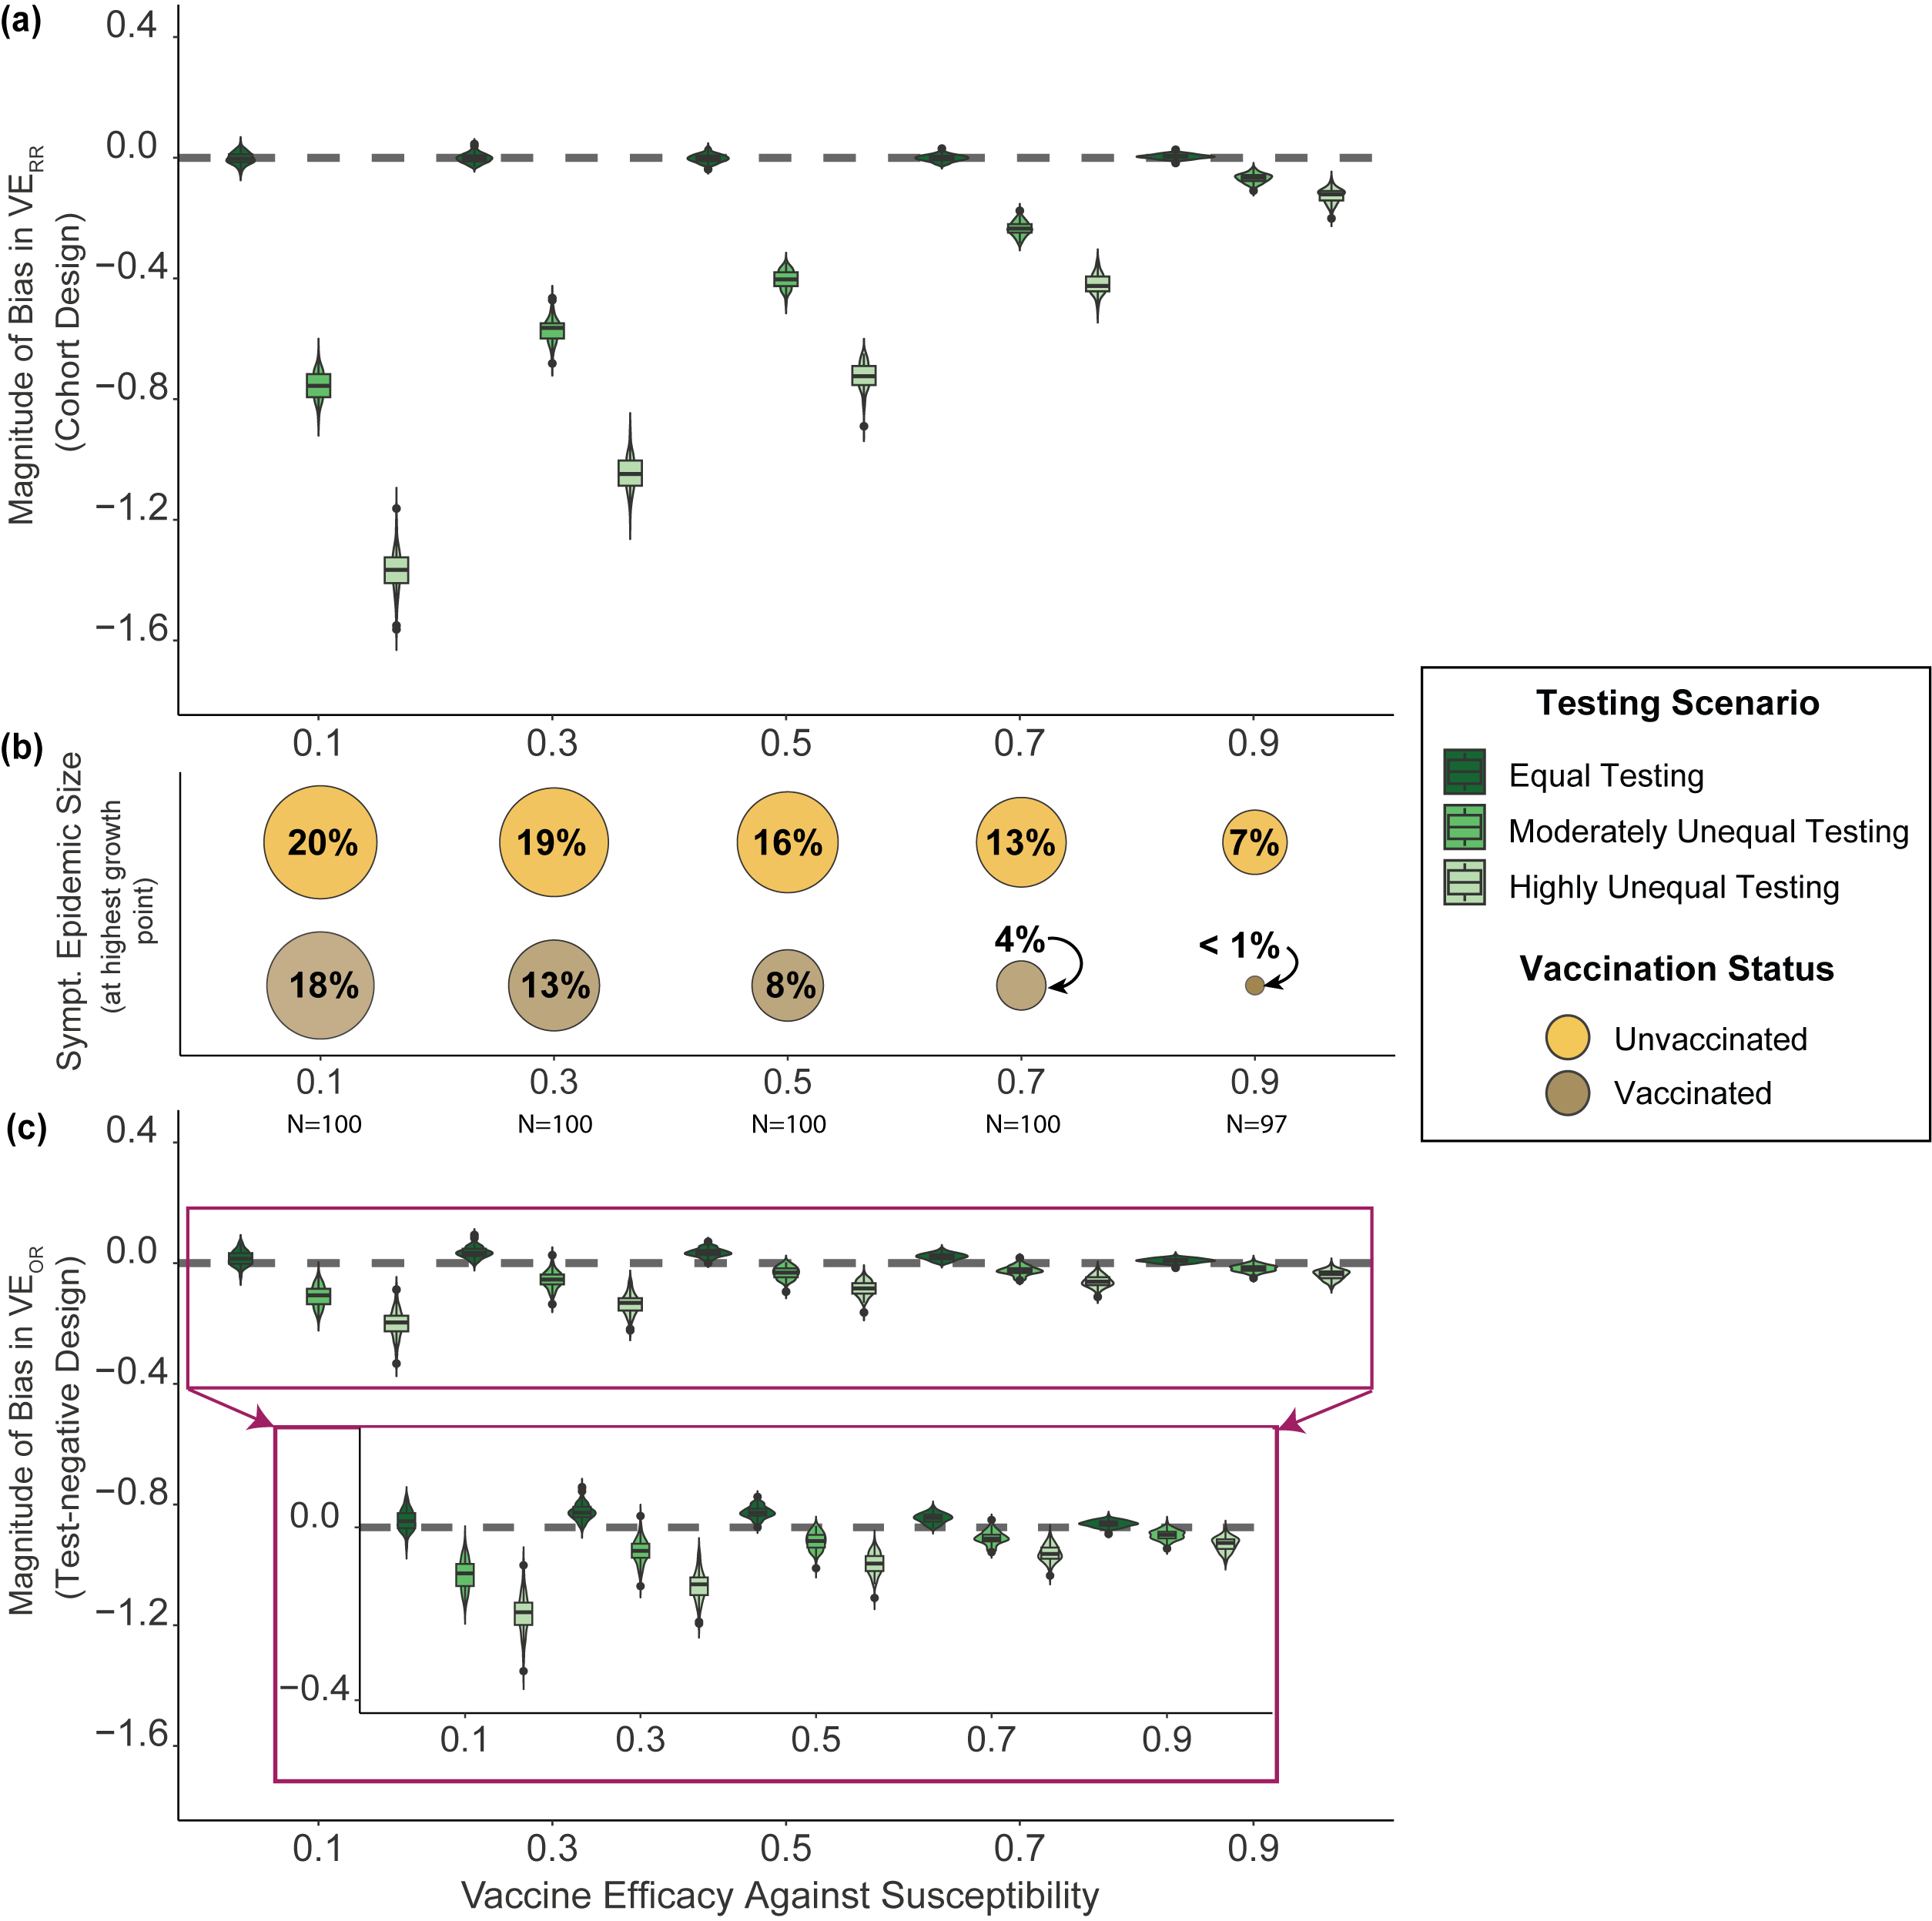 (a)
Magnitude of Bias in VE_RR
(Cohort Design)
0.4
0.0
−0.4
−0.8
−1.2
−1.6
0.1 0.3 0.5 0.7 0.9
(b)
Sympt. Epidemic Size
(at highest growth
point)
20% 19% 16% 13% 7%
18% 13% 8% 4% < 1%
0.1 0.3 0.5 0.7 0.9
N=100 N=100 N=100 N=100 N=97
(c)
Magnitude of Bias in VE_OR
(Test-negative Design)
0.4
0.0
−0.4
−0.8
−1.2
−1.6
0.0
−0.4
0.1 0.3 0.5 0.7 0.9
0.1 0.3 0.5 0.7 0.9
Vaccine Efficacy Against Susceptibility
Testing Scenario
Equal Testing
Moderately Unequal Testing
Highly Unequal Testing
Vaccination Status
Unvaccinated
Vaccinated